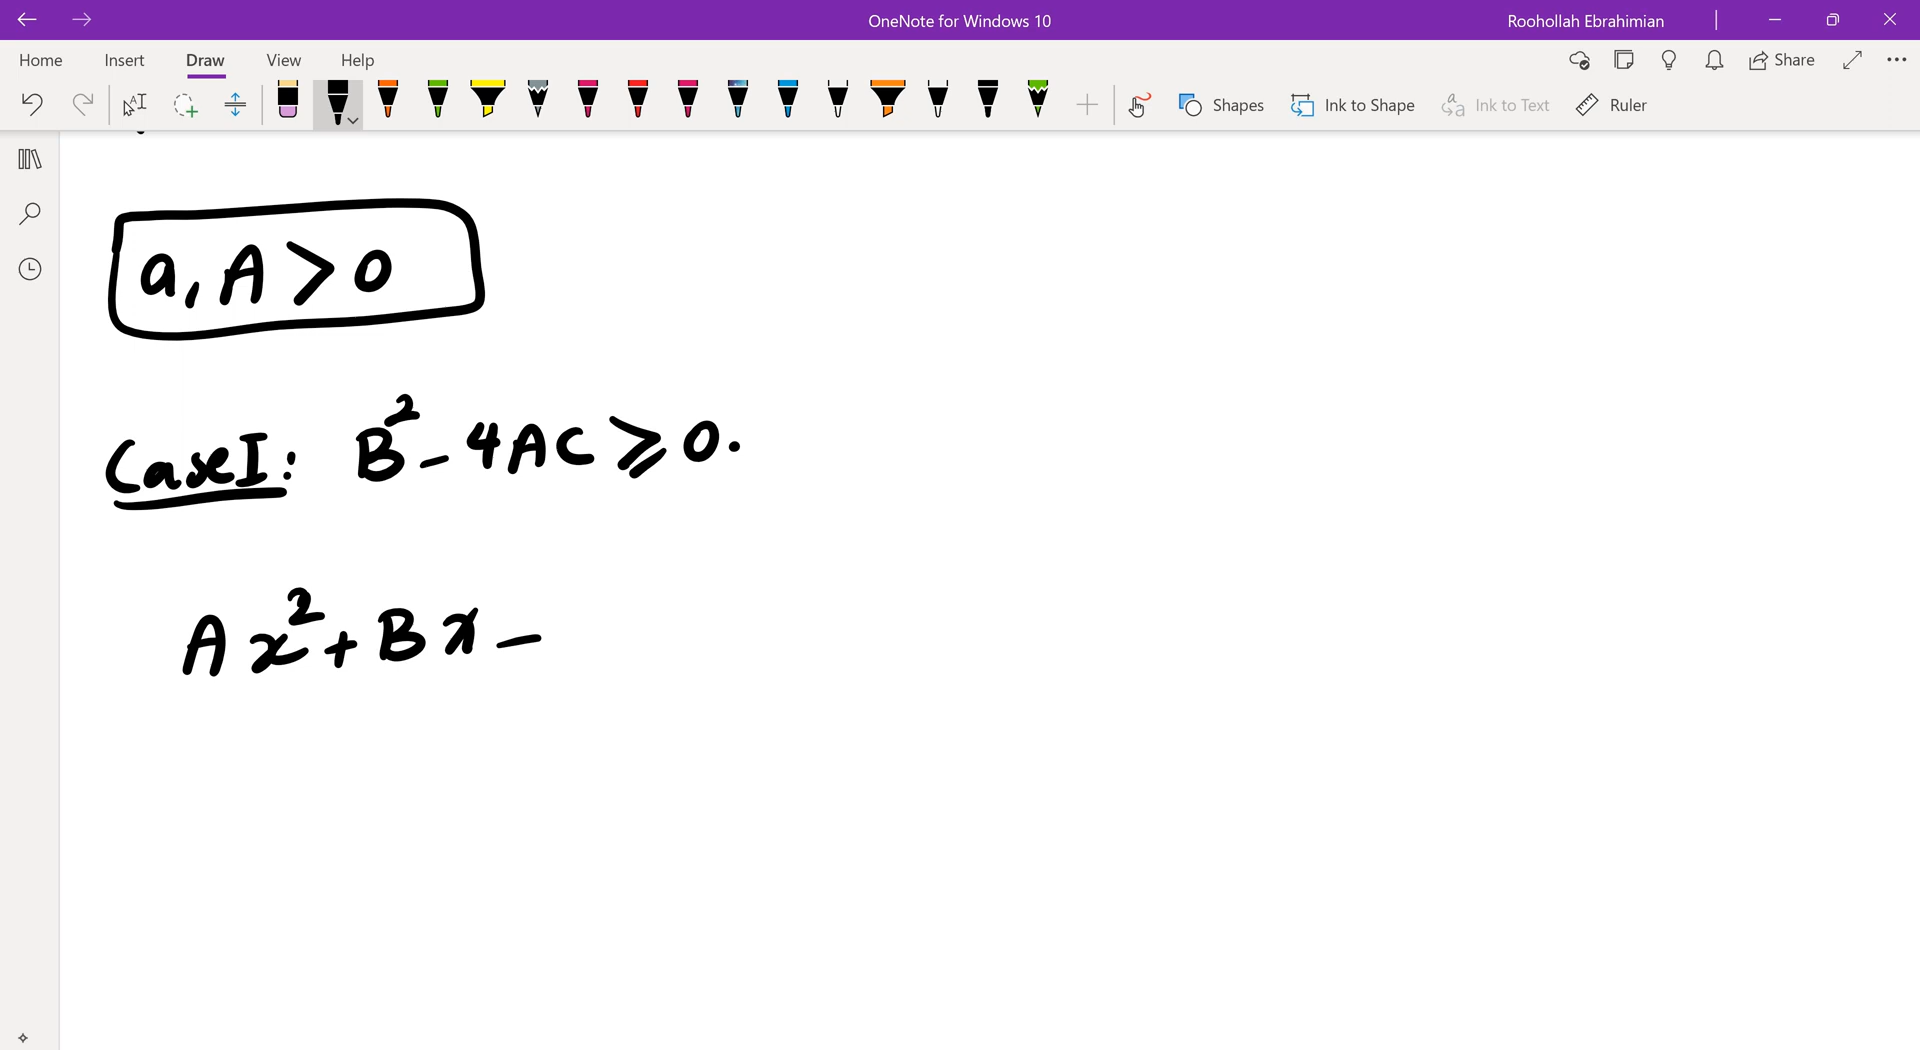 OneNote for Windows 10
Roohollah Ebrahimian
Home Insert Draw View Help
Share
Shapes Ink to Shape Ink to Text Ruler
a, A > 0
Case I: B² - 4AC ⩾ 0.
Ax² + Bx -